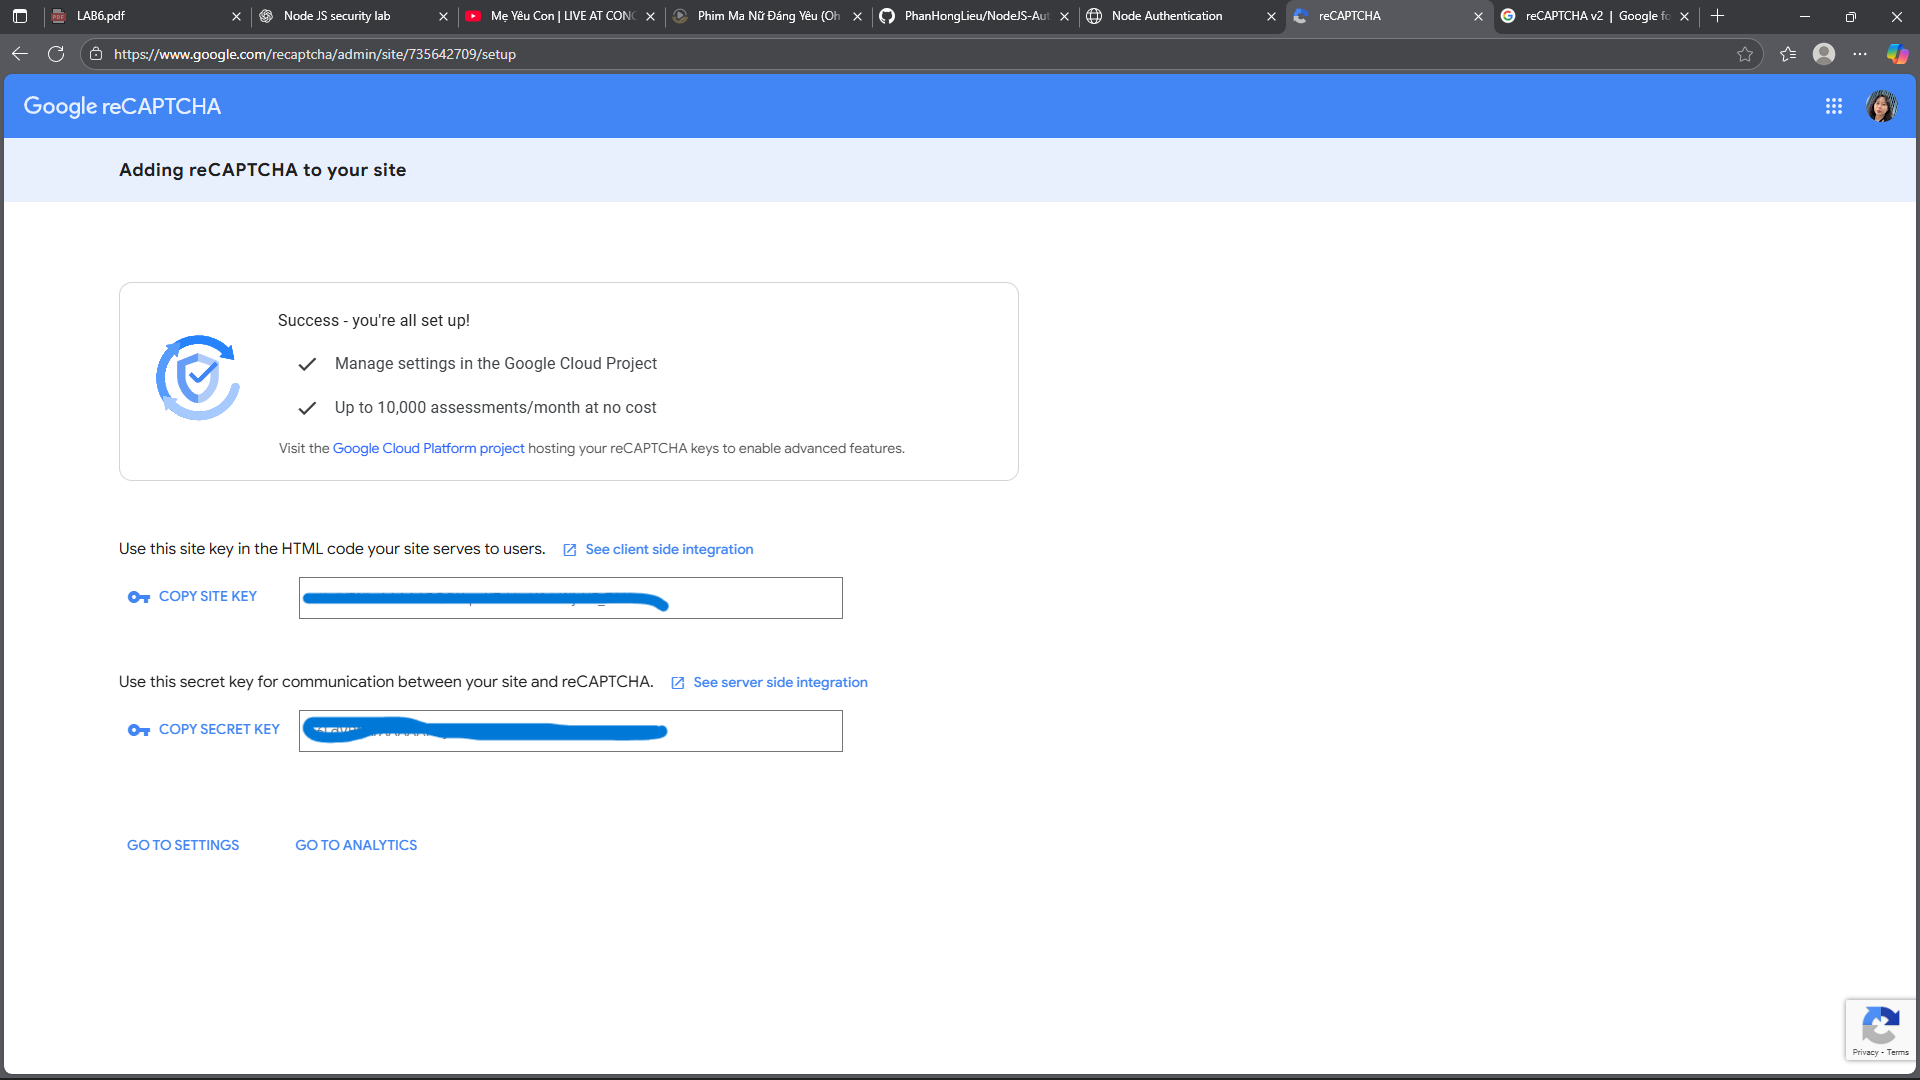 LAB6.pdf
Node JS security lab
Mẹ Yêu Con | LIVE AT CONC
Phim Ma Nữ Đáng Yêu (Oh
PhanHongLieu/NodeJS-Aut
Node Authentication
reCAPTCHA
reCAPTCHA v2 | Google fo
https://www.google.com/recaptcha/admin/site/735642709/setup
Google reCAPTCHA
Adding reCAPTCHA to your site
Success - you're all set up!
Manage settings in the Google Cloud Project
Up to 10,000 assessments/month at no cost
Visit the Google Cloud Platform project hosting your reCAPTCHA keys to enable advanced features.
Use this site key in the HTML code your site serves to users. See client side integration
COPY SITE KEY
Use this secret key for communication between your site and reCAPTCHA. See server side integration
COPY SECRET KEY
GO TO SETTINGS GO TO ANALYTICS
Privacy - Terms